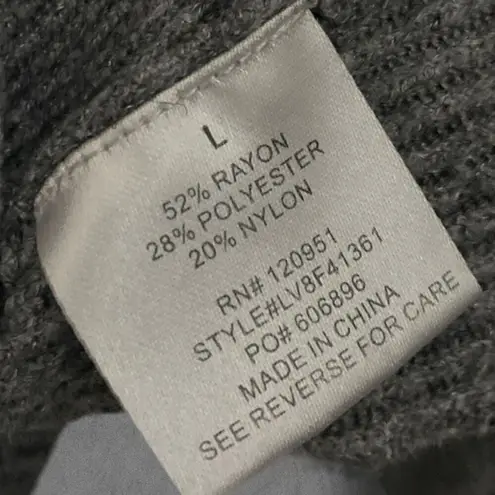 L
52% RAYON
28% POLYESTER
20% NYLON
RN# 120951
STYLE#LV8F41361
PO# 606896
MADE IN CHINA
SEE REVERSE FOR CARE